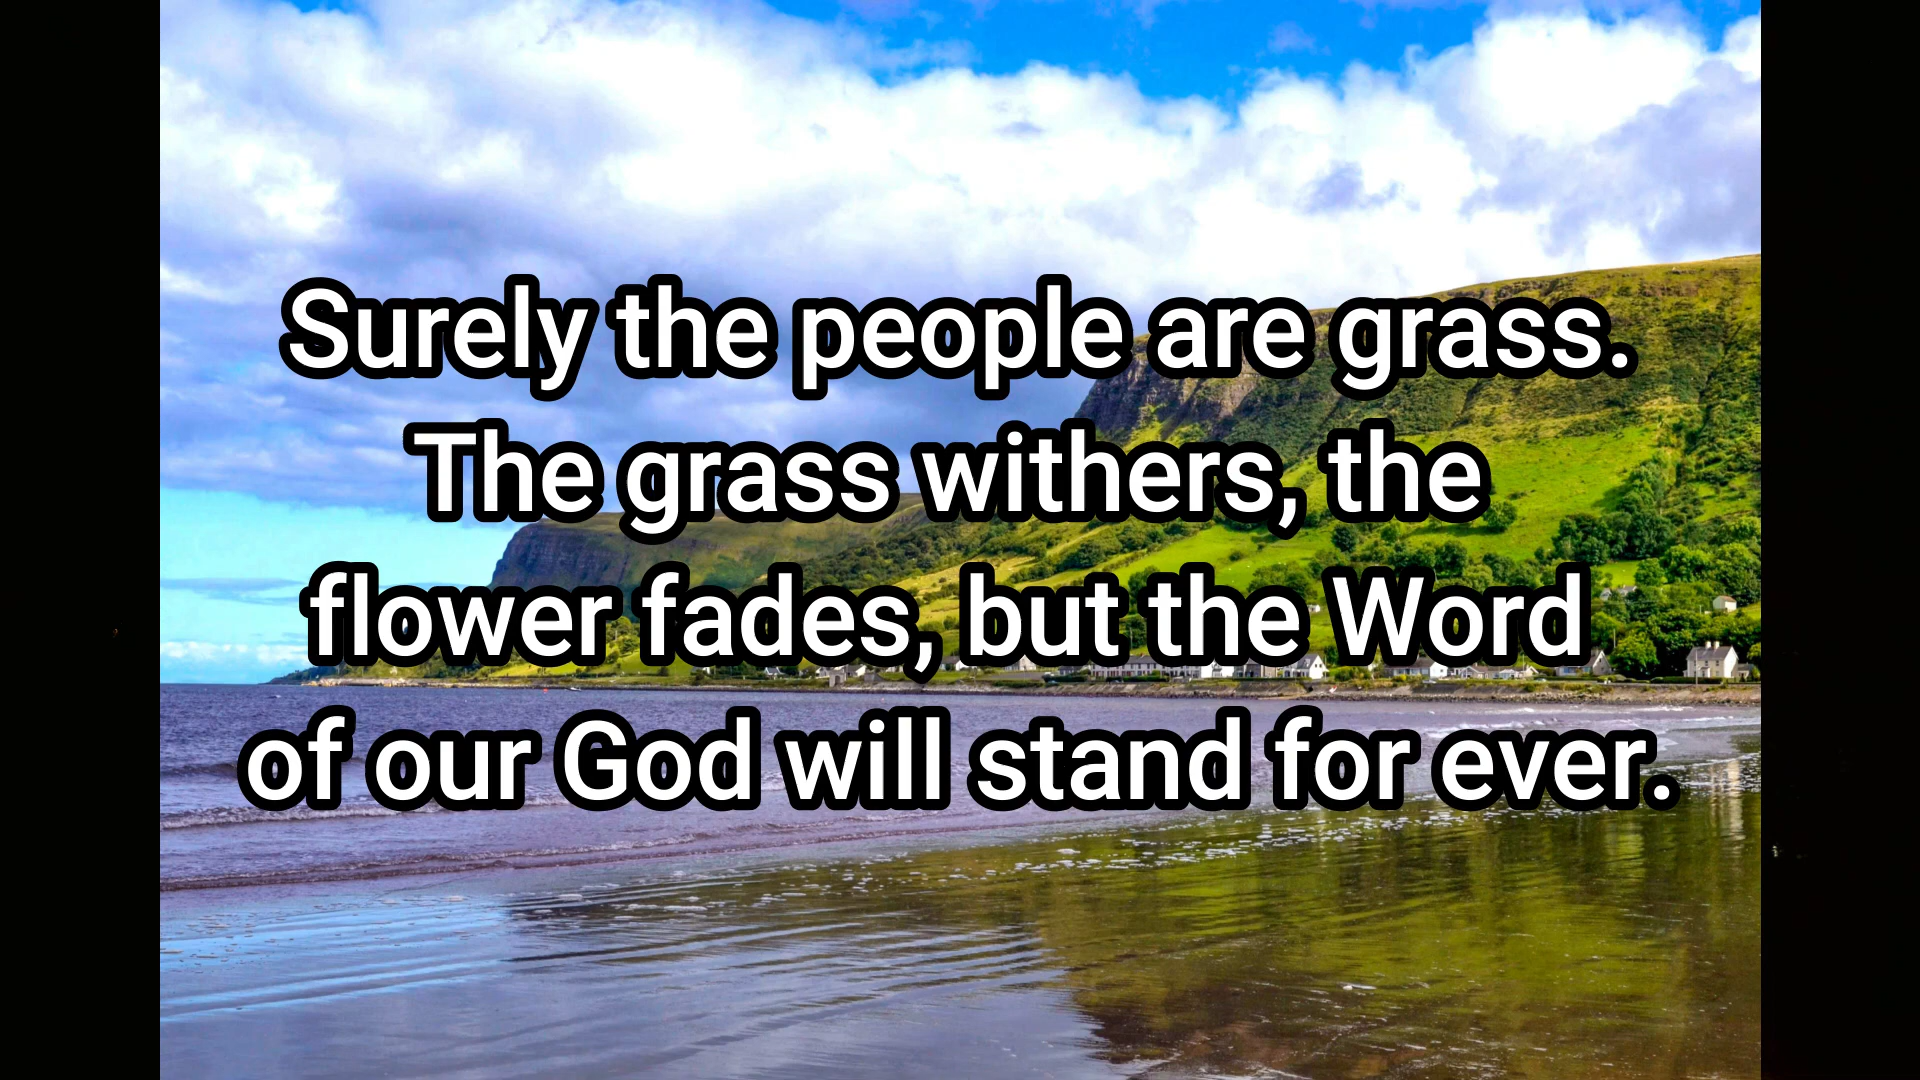 Surely the people are grass.
The grass withers, the
flower fades, but the Word
of our God will stand for ever.